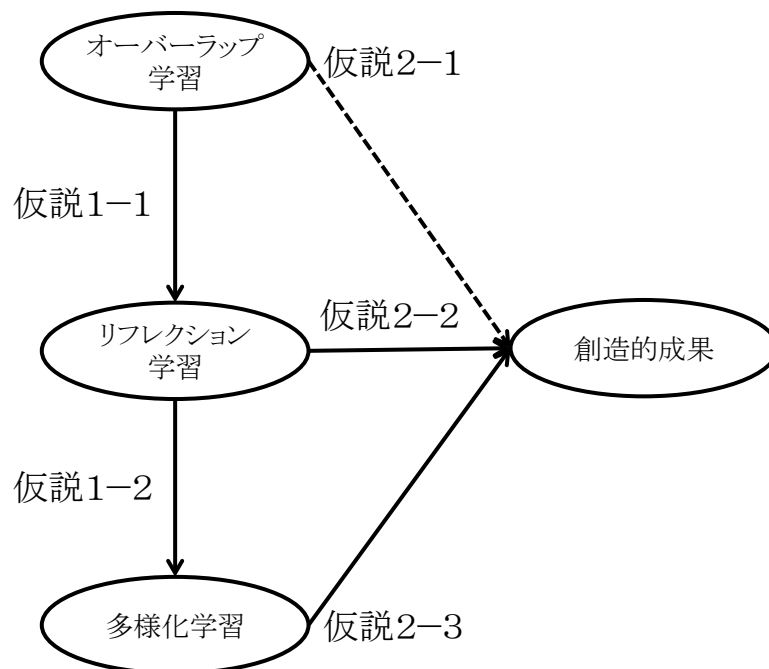 オーバーラップ
学習
仮説2−1
仮説1−1
リフレクション
学習
仮説2−2
創造的成果
仮説1−2
多様化学習
仮説2−3